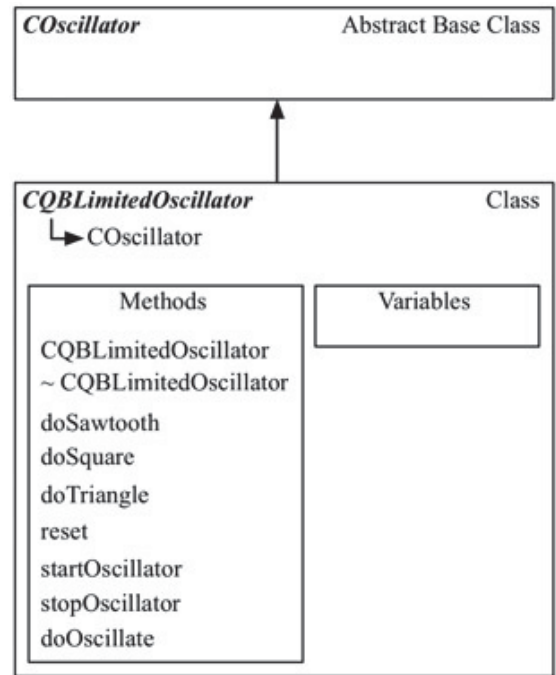 COscillator Abstract Base Class
CQBLimitedOscillator Class
COscillator
Methods
CQBLimitedOscillator
~ CQBLimitedOscillator
doSawtooth
doSquare
doTriangle
reset
startOscillator
stopOscillator
doOscillate
Variables